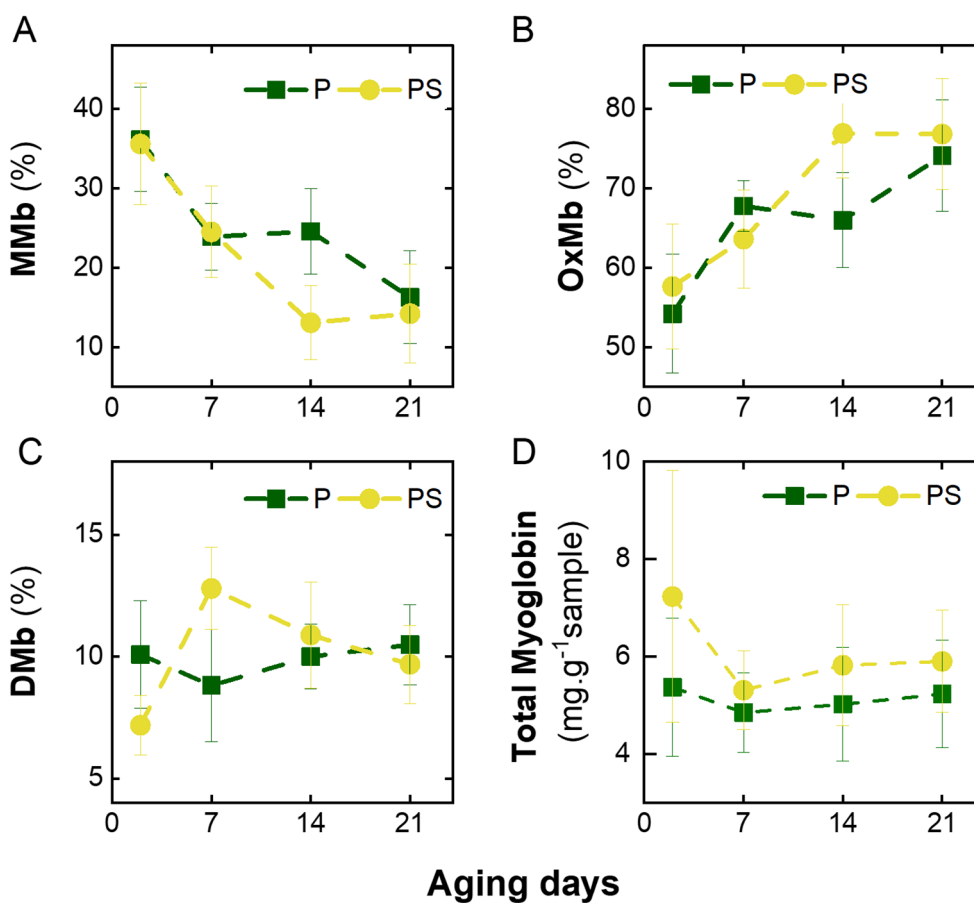 A
P PS
MMb (%)
40
30
20
10
0 7 14 21
B
P PS
OxMb (%)
80
70
60
50
0 7 14 21
C
P PS
DMb (%)
15
10
5
0 7 14 21
D
P PS
Total Myoglobin
(mg.g⁻¹sample)
10
8
6
4
7 14 21
Aging days